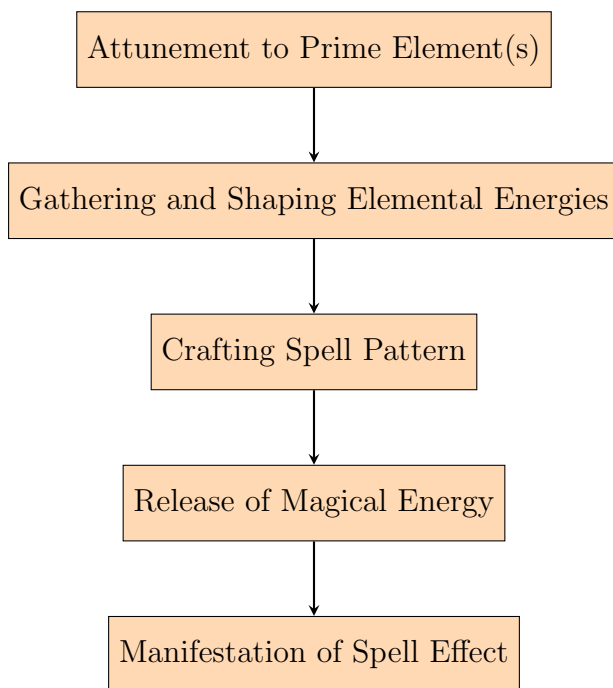 Attunement to Prime Element(s)
Gathering and Shaping Elemental Energies
Crafting Spell Pattern
Release of Magical Energy
Manifestation of Spell Effect